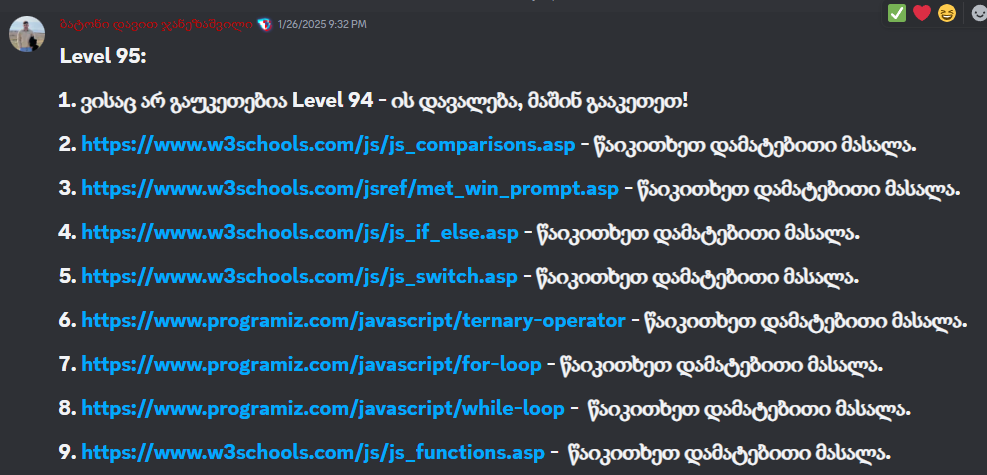 ბატონი დავით ჯანეზაშვილი 1/26/2025 9:32 PM
Level 95:
1. ვისაც არ გაუკეთებია Level 94 - ის დავალება, მაშინ გააკეთეთ!
2. https://www.w3schools.com/js/js_comparisons.asp - წაიკითხეთ დამატებითი მასალა.
3. https://www.w3schools.com/jsref/met_win_prompt.asp - წაიკითხეთ დამატებითი მასალა.
4. https://www.w3schools.com/js/js_if_else.asp - წაიკითხეთ დამატებითი მასალა.
5. https://www.w3schools.com/js/js_switch.asp - წაიკითხეთ დამატებითი მასალა.
6. https://www.programiz.com/javascript/ternary-operator - წაიკითხეთ დამატებითი მასალა.
7. https://www.programiz.com/javascript/for-loop - წაიკითხეთ დამატებითი მასალა.
8. https://www.programiz.com/javascript/while-loop - წაიკითხეთ დამატებითი მასალა.
9. https://www.w3schools.com/js/js_functions.asp - წაიკითხეთ დამატებითი მასალა.